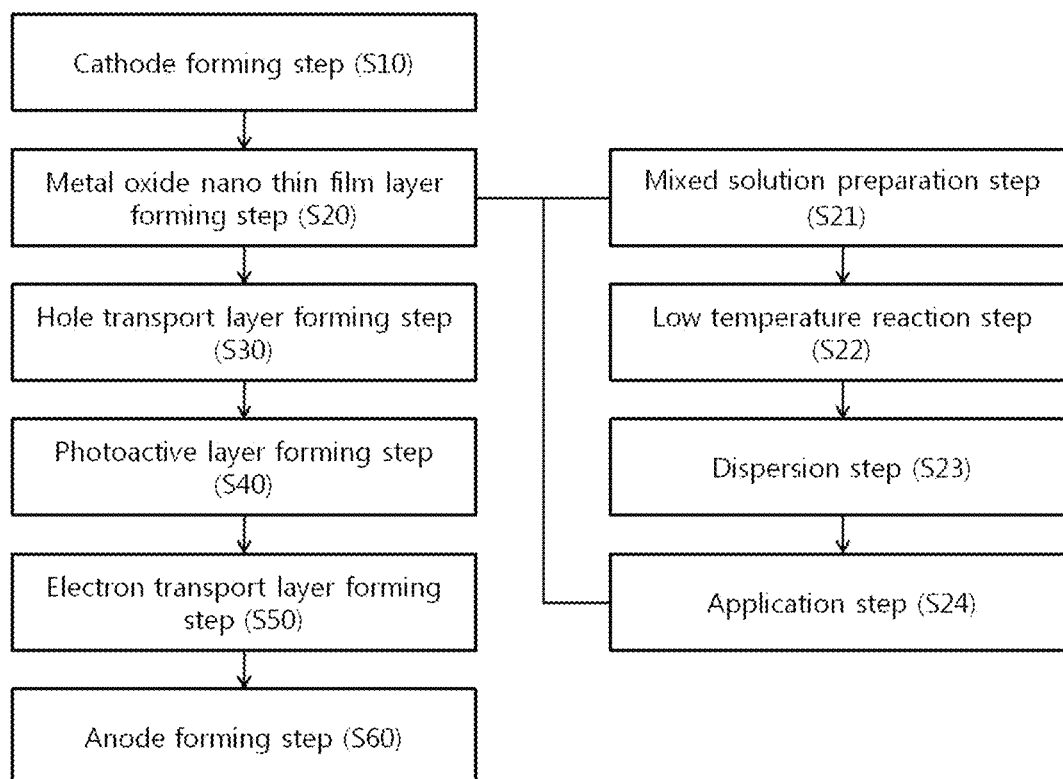 Cathode forming step (S10)
Metal oxide nano thin film layer
forming step (S20)
Hole transport layer forming step
(S30)
Photoactive layer forming step
(S40)
Electron transport layer forming
step (S50)
Anode forming step (S60)
Mixed solution preparation step
(S21)
Low temperature reaction step
(S22)
Dispersion step (S23)
Application step (S24)